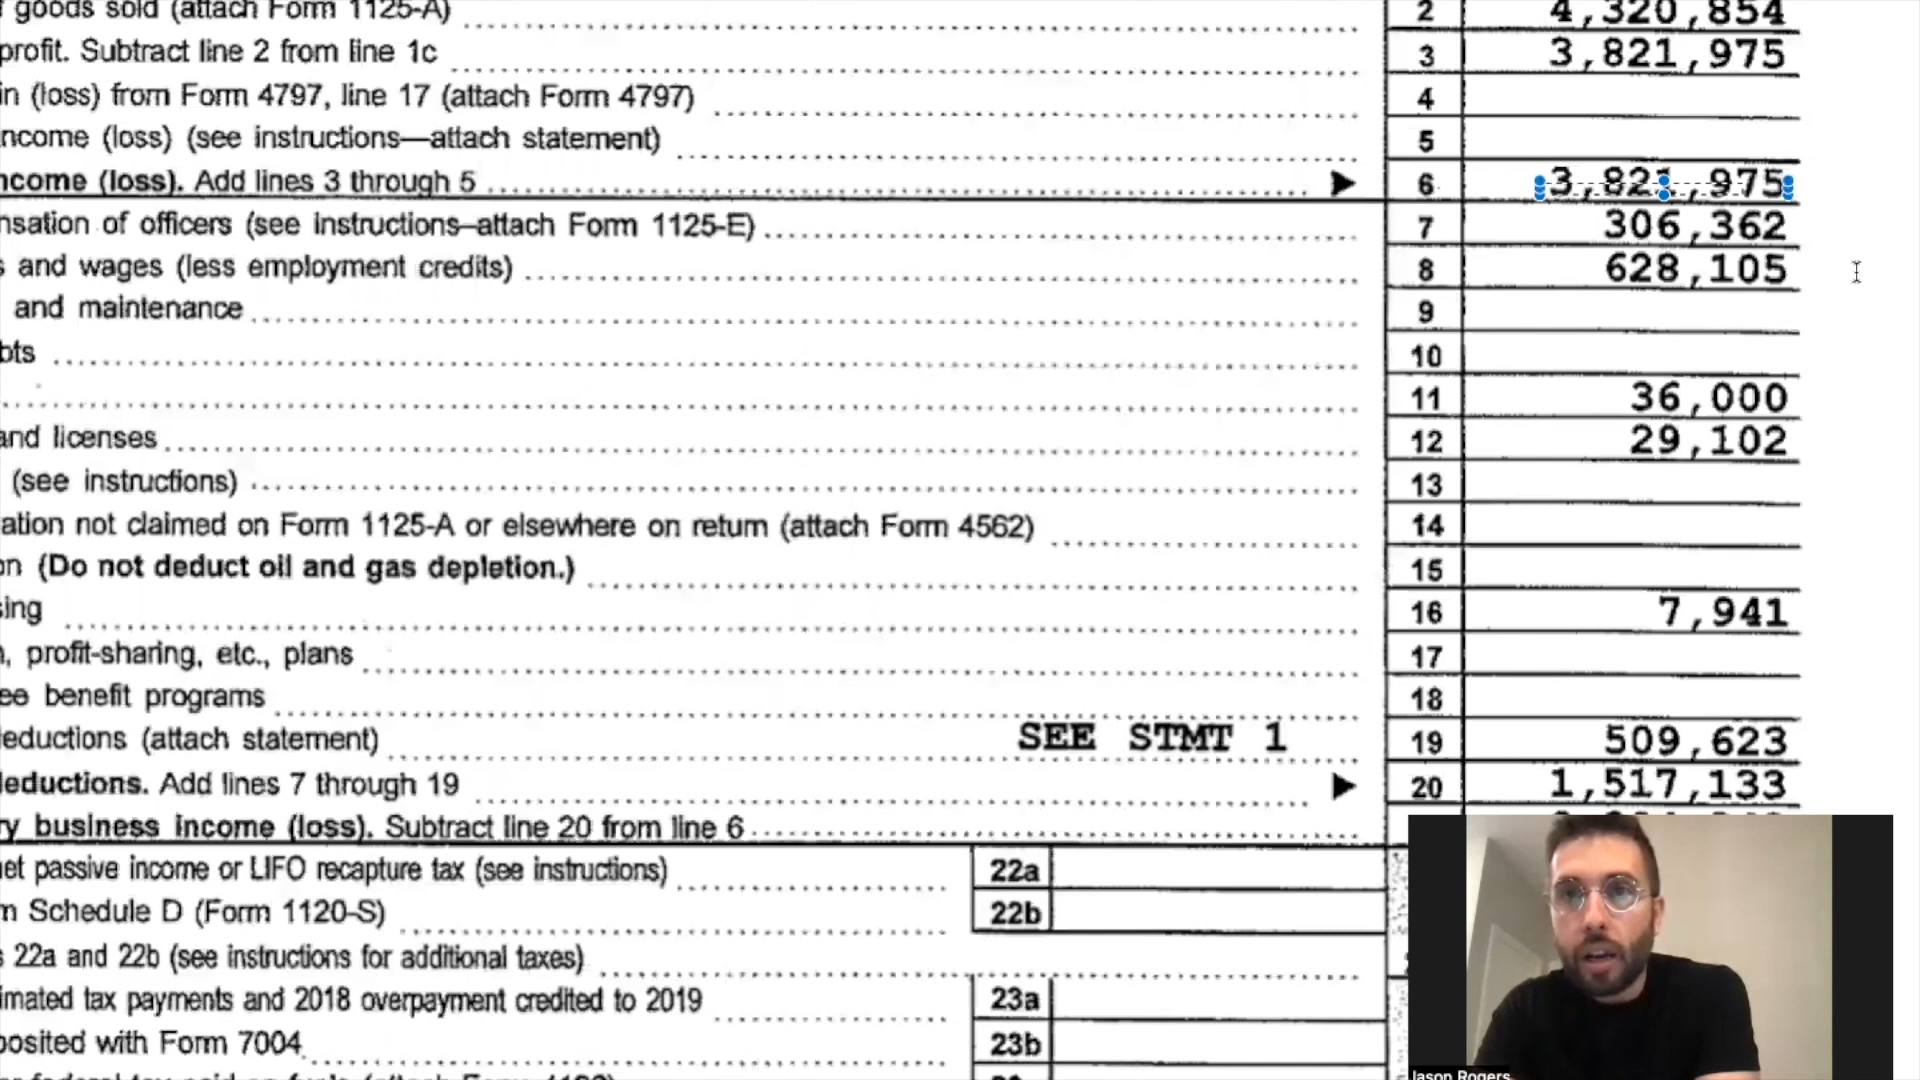 goods sold (attach Form 1125-A) 2 4,320,854
profit. Subtract line 2 from line 1c 3 3,821,975
in (loss) from Form 4797, line 17 (attach Form 4797) 4
ncome (loss) (see instructions—attach statement) 5
ncome (loss). Add lines 3 through 5 6 3,821,975
nsation of officers (see instructions–attach Form 1125-E) 7 306,362
s and wages (less employment credits) 8 628,105
and maintenance 9
bts 10
11 36,000
and licenses 12 29,102
(see instructions) 13
ation not claimed on Form 1125-A or elsewhere on return (attach Form 4562) 14
on (Do not deduct oil and gas depletion.) 15
sing 16 7,941
, profit-sharing, etc., plans 17
ee benefit programs 18
eductions (attach statement) SEE STMT 1 19 509,623
eductions. Add lines 7 through 19 20 1,517,133
ry business income (loss). Subtract line 20 from line 6
et passive income or LIFO recapture tax (see instructions) 22a
m Schedule D (Form 1120-S) 22b
s 22a and 22b (see instructions for additional taxes)
imated tax payments and 2018 overpayment credited to 2019 23a
posited with Form 7004 23b
Jason Rogers